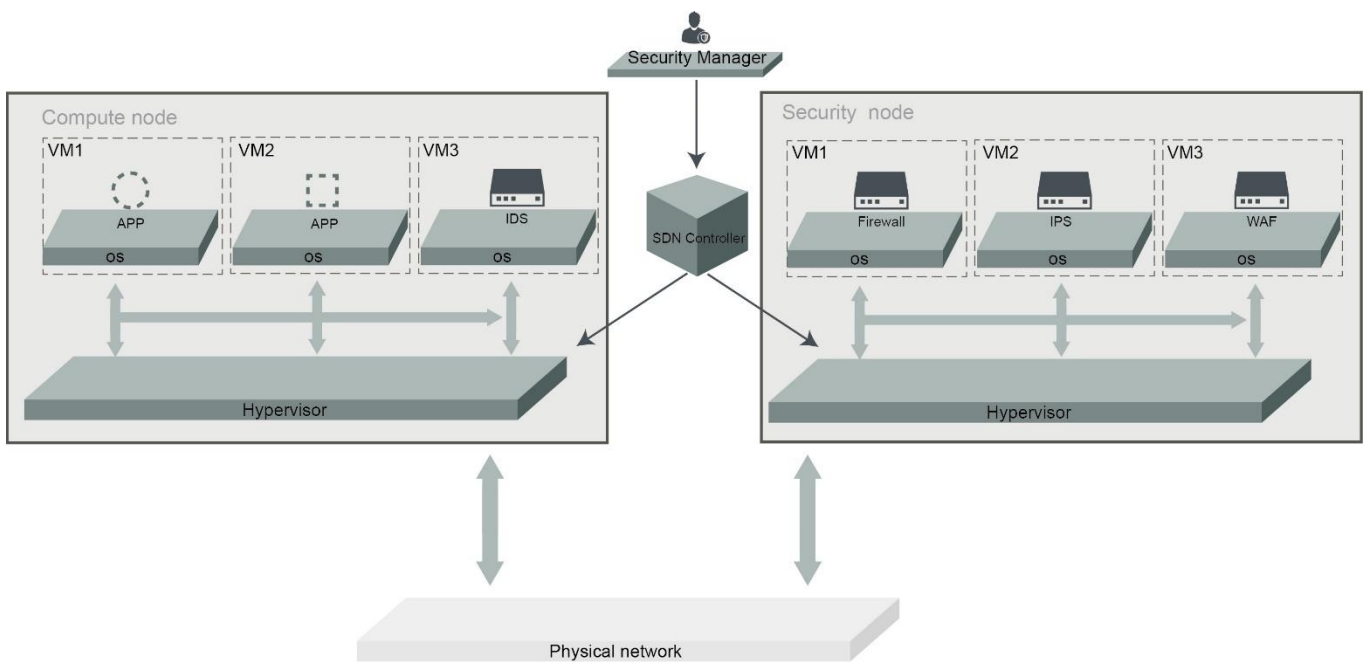 Security Manager
Compute node
VM1
VM2
VM3
APP
APP
IDS
OS
OS
OS
Hypervisor
SDN Controller
Security node
VM1
VM2
VM3
Firewall
IPS
WAF
OS
OS
OS
Hypervisor
Physical network